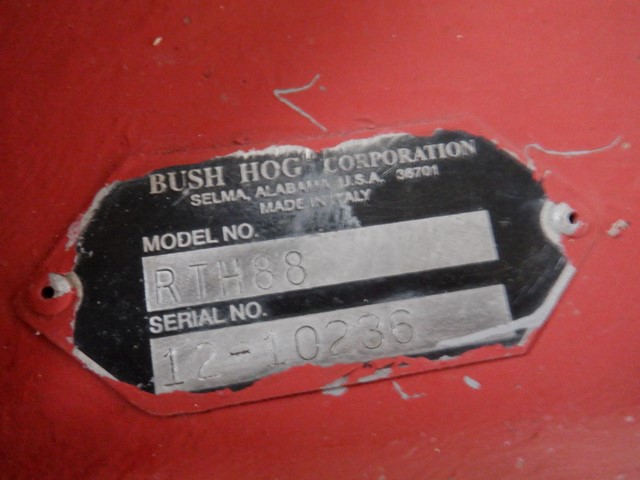 BUSH HOG CORPORATION
SELMA, ALABAMA, U.S.A. 36701
MADE IN ITALY
MODEL NO.
RTH88
SERIAL NO.
12-10236